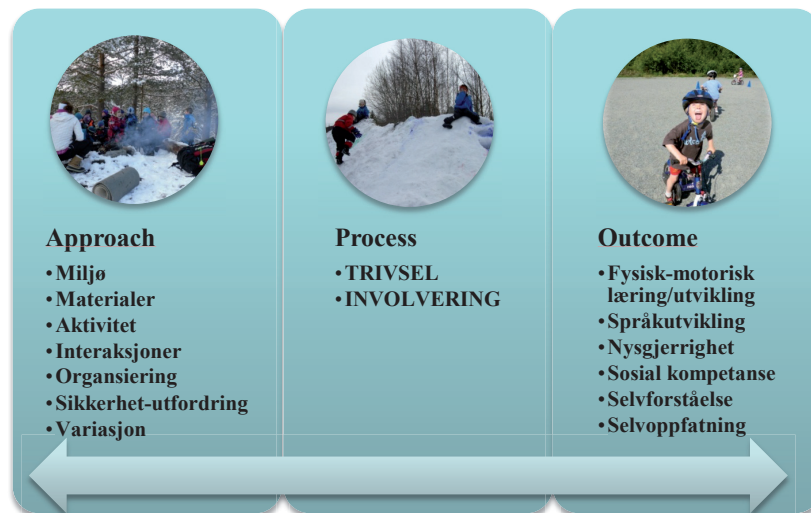 Approach
• Miljø
• Materialer
• Aktivitet
• Interaksjoner
• Organsiering
• Sikkerhet-utfordring
• Variasjon
Process
• TRIVSEL
• INVOLVERING
Outcome
• Fysisk-motorisk
læring/utvikling
• Språkutvikling
• Nysgjerrighet
• Sosial kompetanse
• Selvforståelse
• Selvoppfatning